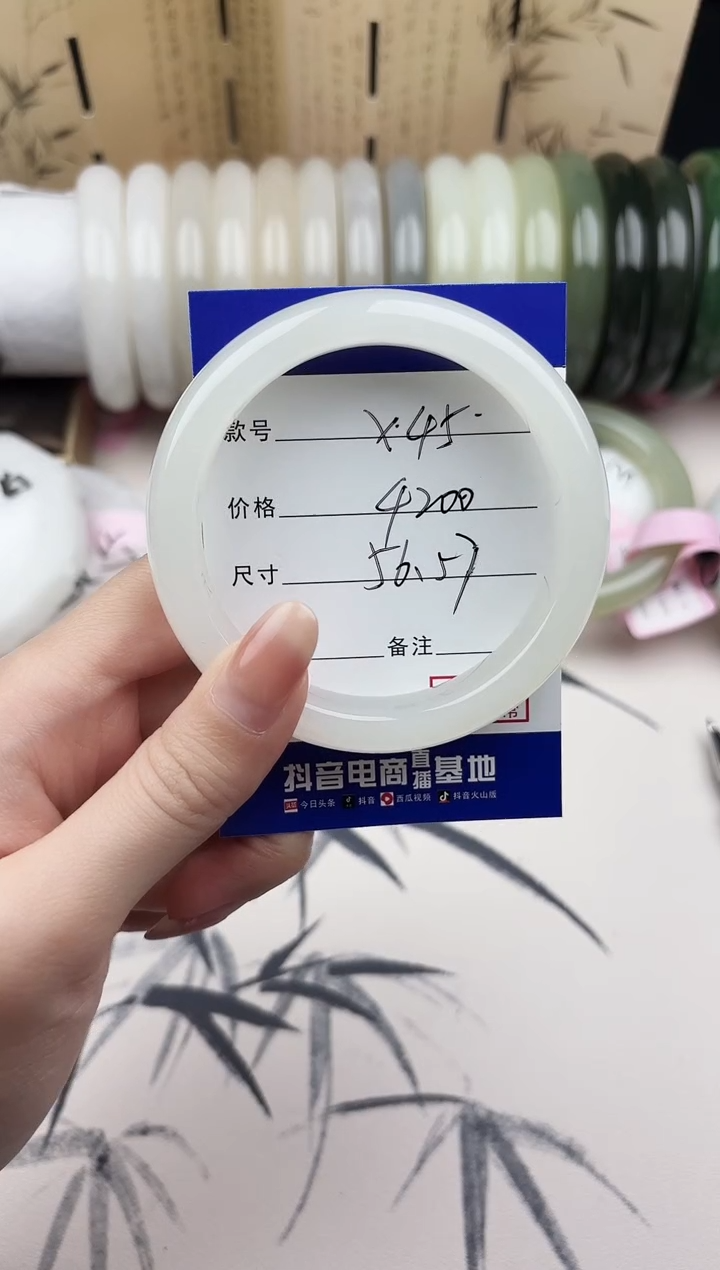 款号 X.45.
价格 4200
尺寸 56.57
备注
书
抖音电商直播基地
今日头条 抖音 西瓜视频 抖音火山版